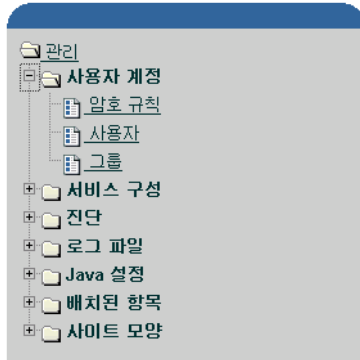 관리
사용자 계정
암호 규칙
사용자
그룹
서비스 구성
진단
로그 파일
Java 설정
배치된 항목
사이트 모양